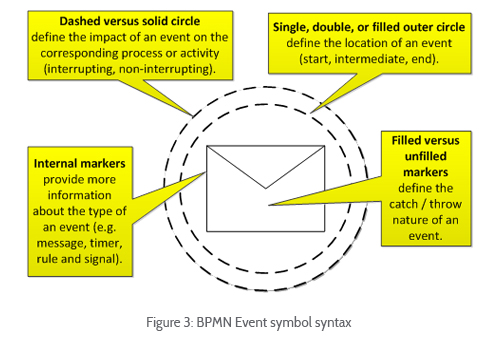 Dashed versus solid circle
define the impact of an event on the
corresponding process or activity
(interrupting, non-interrupting).
Single, double, or filled outer circle
define the location of an event
(start, intermediate, end).
Internal markers
provide more
information
about the type of
an event (e.g.
message, timer,
rule and signal).
Filled versus
unfilled
markers
define the
catch / throw
nature of an
event.
Figure 3: BPMN Event symbol syntax